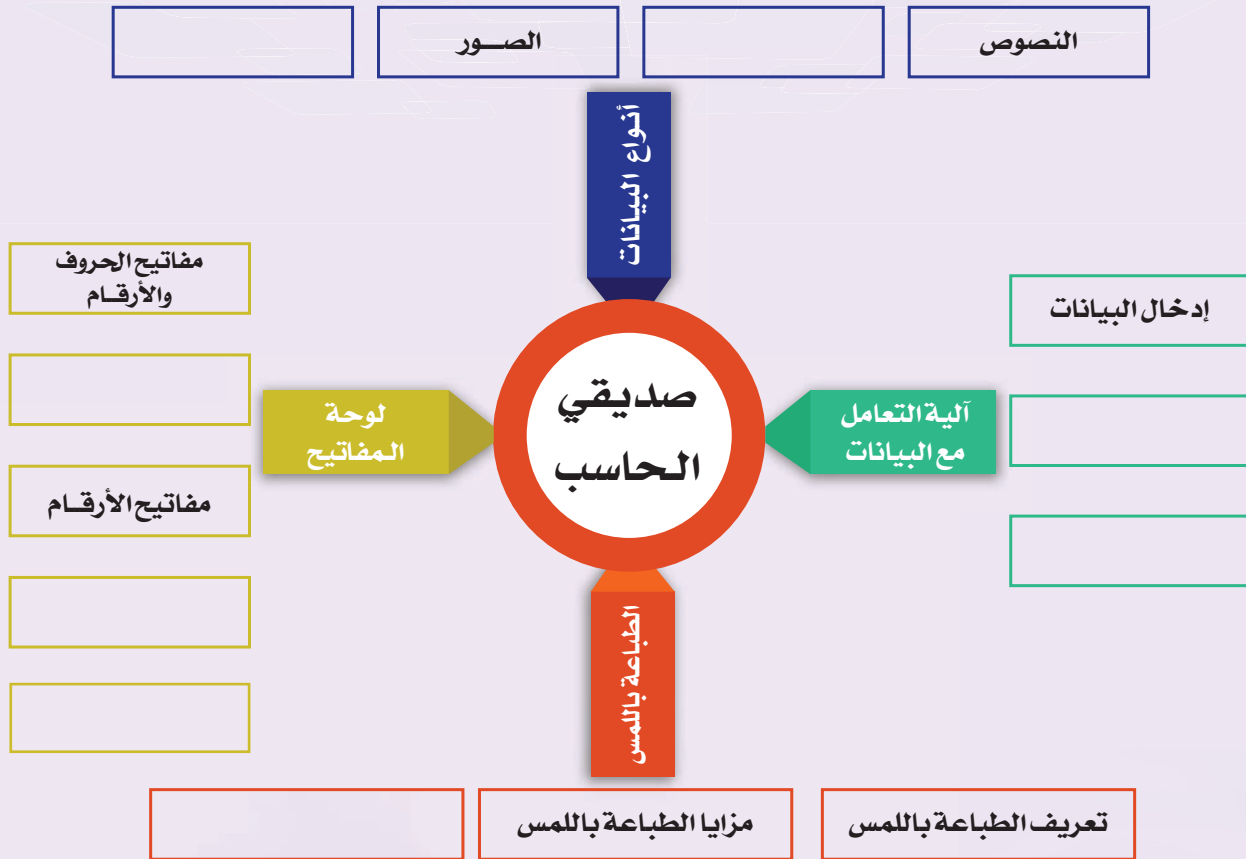 النصوص
الصـور
أنواع البيانات
إدخال البيانات
آلية التعامل
مع البيانات
صديقي
الحاسب
لوحة
المفاتيح
مفاتيح الحروف
والأرقـام
مفاتيح الأرقـام
الطباعة باللمس
تعريف الطباعة باللمس
مزايا الطباعة باللمس